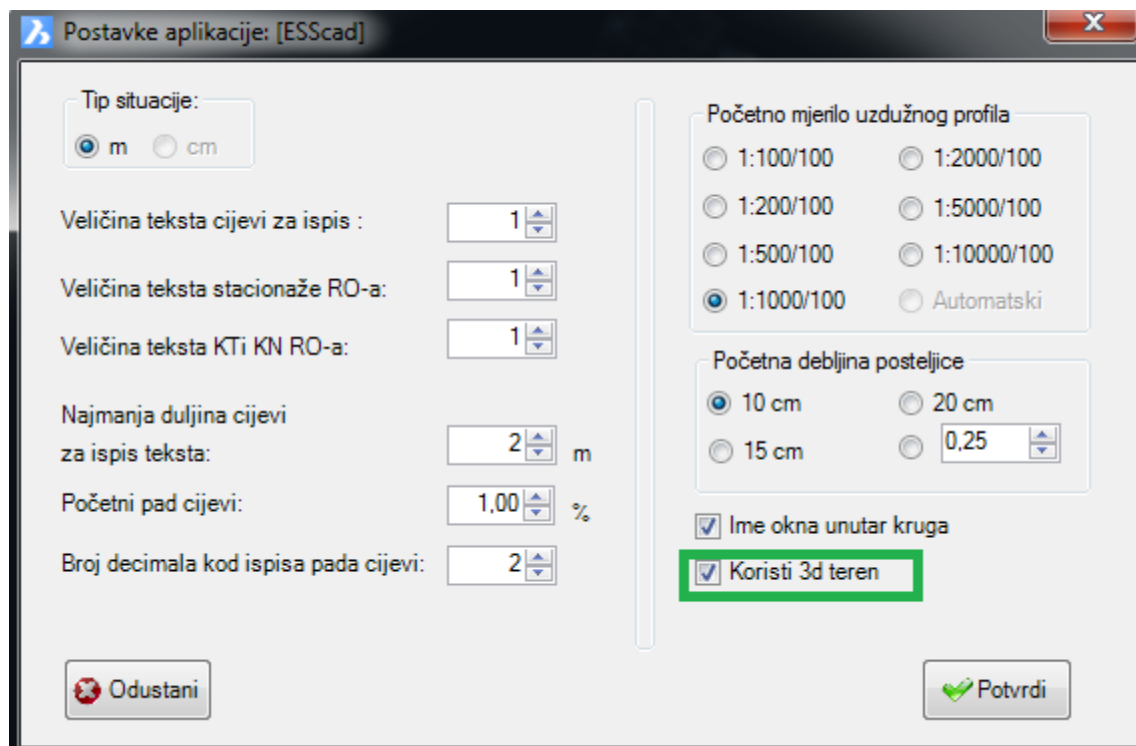 Postavke aplikacije: [ESScad]
Tip situacije:
m
cm
Veličina teksta cijevi za ispis :
1
Veličina teksta stacionaže RO-a:
1
Veličina teksta KTi KN RO-a:
1
Najmanja duljina cijevi
za ispis teksta:
2
m
Početni pad cijevi:
1,00
%
Broj decimala kod ispisa pada cijevi:
2
Početno mjerilo uzdužnog profila
1:100/100
1:2000/100
1:200/100
1:5000/100
1:500/100
1:10000/100
1:1000/100
Automatski
Početna debljina posteljice
10 cm
20 cm
15 cm
0,25
Ime okna unutar kruga
Koristi 3d teren
Odustani
Potvrdi